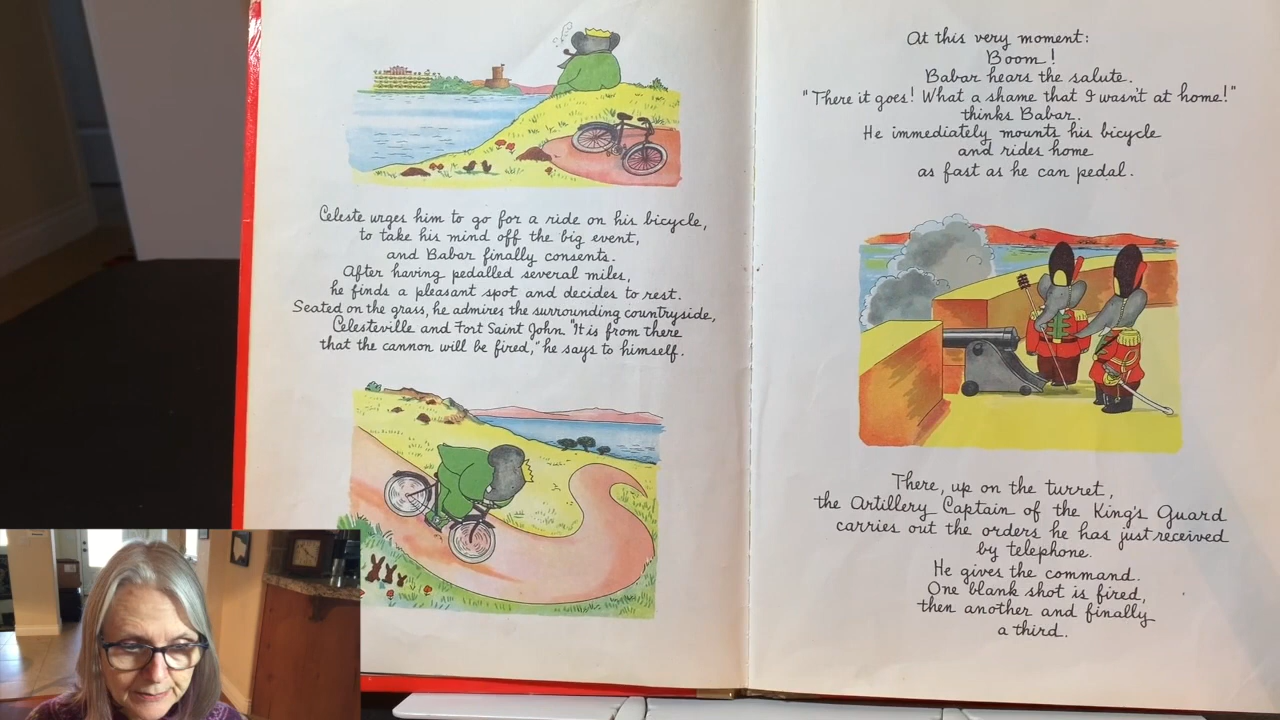 Celeste urges him to go for a ride on his bicycle,
to take his mind off the big event,
and Babar finally consents.
After having pedalled several miles,
he finds a pleasant spot and decides to rest.
Seated on the grass, he admires the surrounding countryside,
Celesteville and Fort Saint John "It is from there
that the cannon will be fired," he says to himself.
At this very moment:
Boom!
Babar hears the salute.
"There it goes! What a shame that I wasn't at home!"
thinks Babar.
He immediately mounts his bicycle
and rides home
as fast as he can pedal.
There, up on the turret,
the Artillery Captain of the King's Guard
carries out the orders he has just received
by telephone.
He gives the command.
One blank shot is fired,
then another and finally
a third.